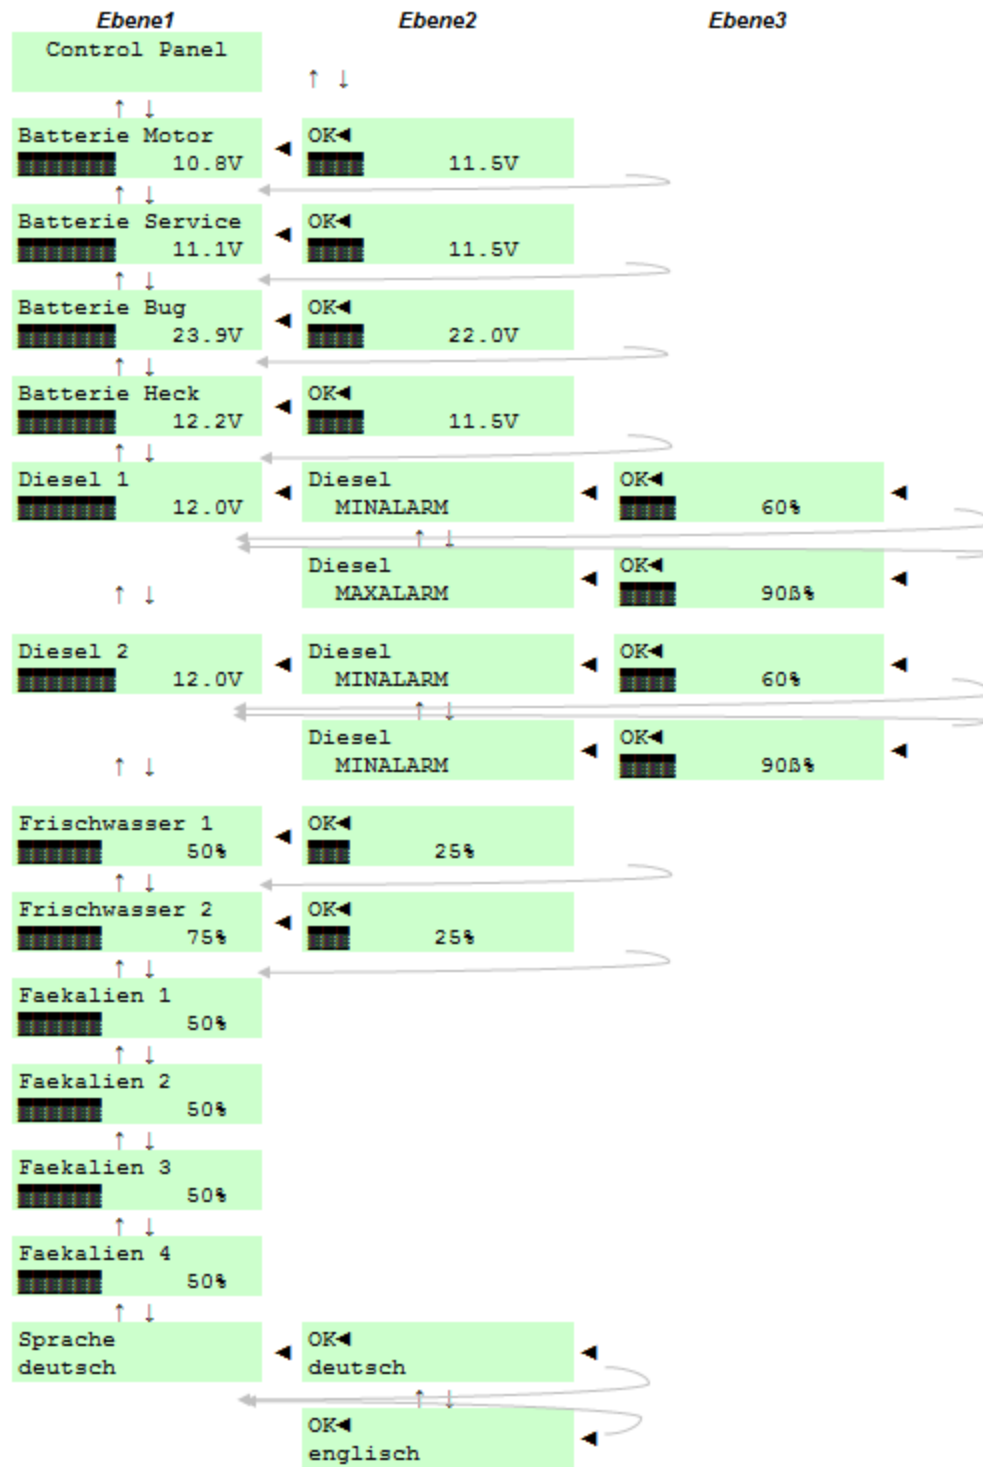 Ebene1 Ebene2 Ebene3
Control Panel
↑ ↓
↑ ↓
Batterie Motor ◄ OK◄
10.8V 11.5V
↑ ↓
Batterie Service ◄ OK◄
11.1V 11.5V
↑ ↓
Batterie Bug ◄ OK◄
23.9V 22.0V
↑ ↓
Batterie Heck ◄ OK◄
12.2V 11.5V
↑ ↓
Diesel 1 ◄ Diesel ◄ OK◄ ◄
12.0V MINALARM 60%
↑ ↓
Diesel ◄ OK◄ ◄
↑ ↓ MAXALARM 90ß%
Diesel 2 ◄ Diesel ◄ OK◄ ◄
12.0V MINALARM 60%
↑ ↓
Diesel ◄ OK◄ ◄
↑ ↓ MINALARM 90ß%
Frischwasser 1 ◄ OK◄
50% 25%
↑ ↓
Frischwasser 2 ◄ OK◄
75% 25%
↑ ↓
Faekalien 1
50%
↑ ↓
Faekalien 2
50%
↑ ↓
Faekalien 3
50%
↑ ↓
Faekalien 4
50%
↑ ↓
Sprache ◄ OK◄ ◄
deutsch deutsch
↑ ↓
OK◄ ◄
englisch